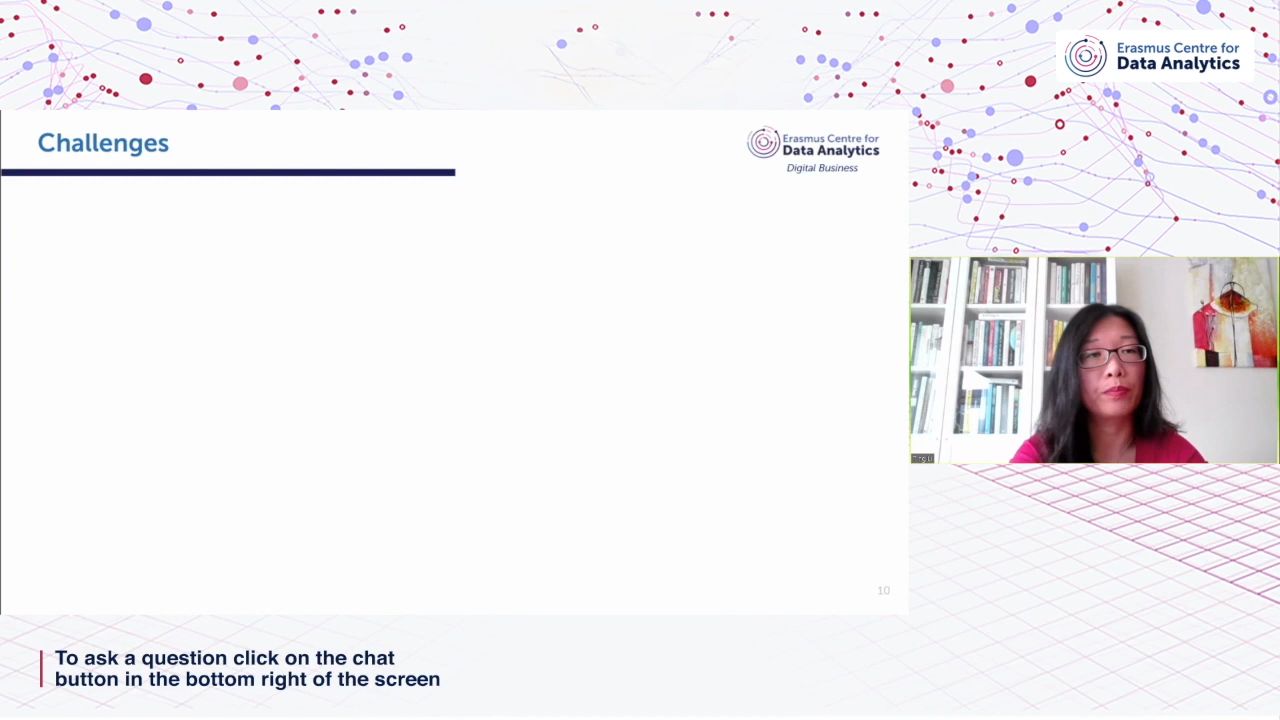 Erasmus Centre for
Data Analytics
Challenges
Erasmus Centre for
Data Analytics
Digital Business
10
To ask a question click on the chat
button in the bottom right of the screen